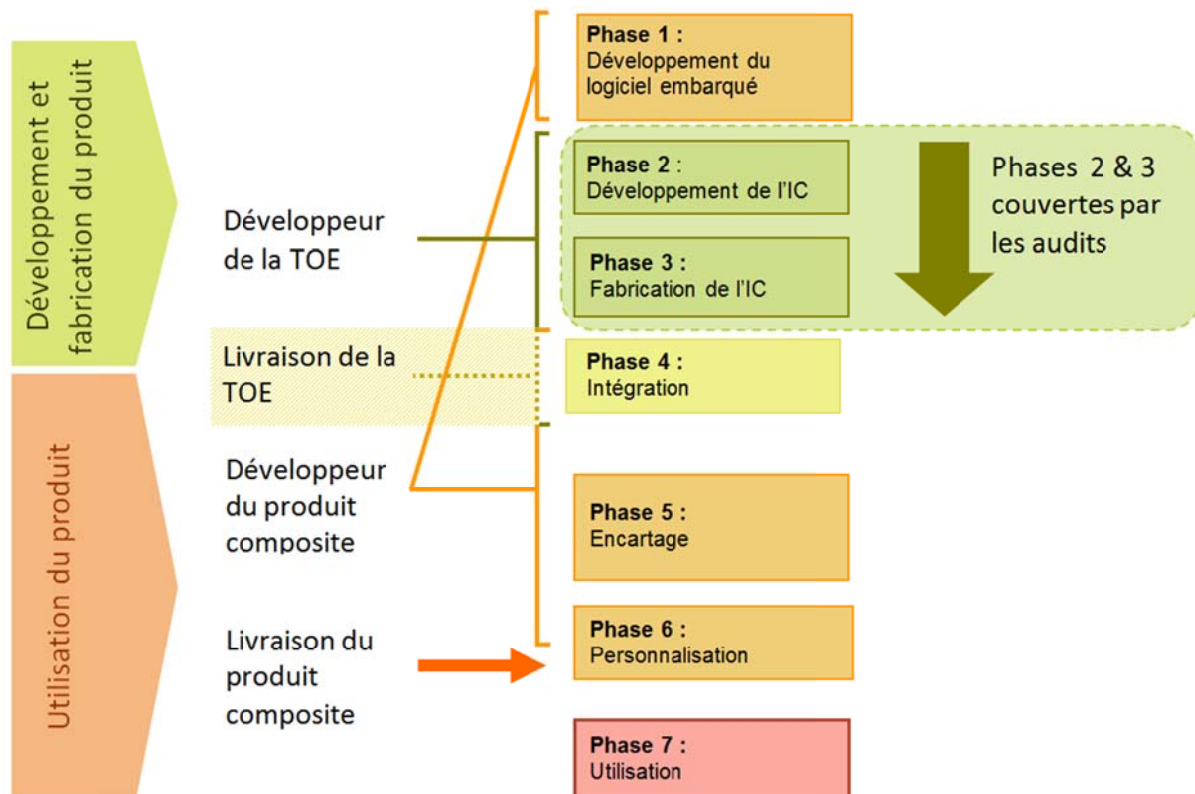 Développement et
fabrication du produit
Utilisation du produit
Développeur
de la TOE
Livraison de la
TOE
Développeur
du produit
composite
Livraison du
produit
composite
Phase 1 :
Développement du
logiciel embarqué
Phase 2 :
Développement de l'IC
Phase 3 :
Fabrication de l'IC
Phases 2 & 3
couvertes par
les audits
Phase 4 :
Intégration
Phase 5 :
Encartage
Phase 6 :
Personnalisation
Phase 7 :
Utilisation